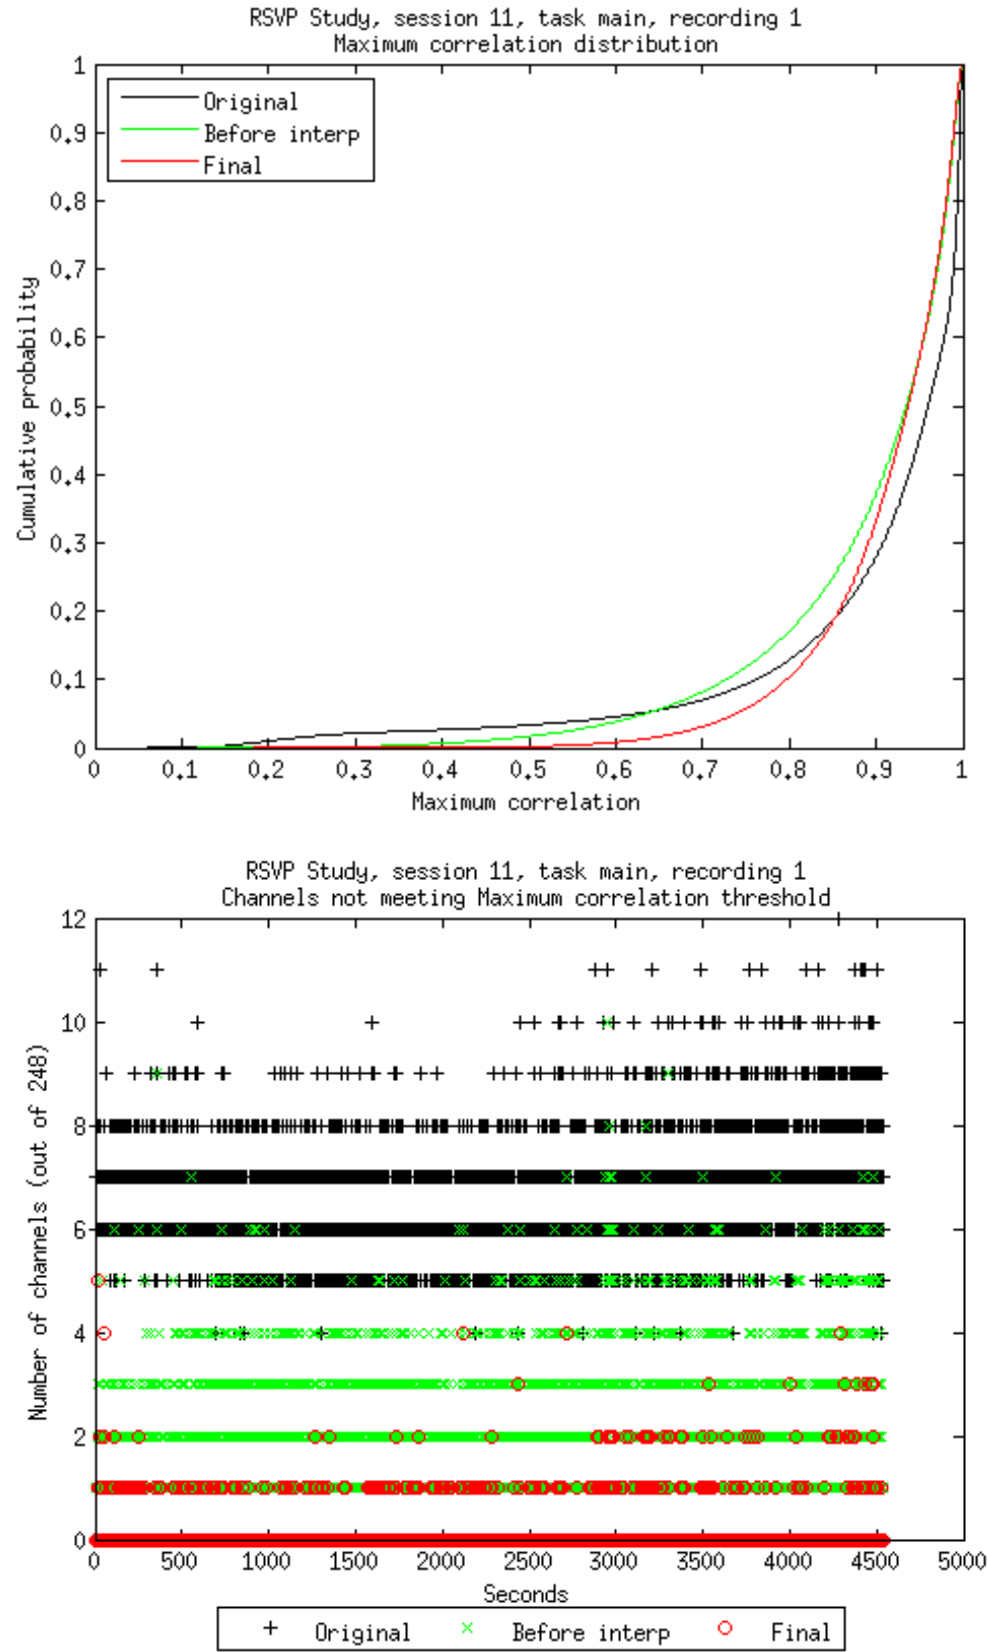 RSVP Study, session 11, task main, recording 1
Maximum correlation distribution
Original
Before interp
Final
Cumulative probability
1
0.9
0.8
0.7
0.6
0.5
0.4
0.3
0.2
0.1
0
0 0.1 0.2 0.3 0.4 0.5 0.6 0.7 0.8 0.9 1
Maximum correlation
RSVP Study, session 11, task main, recording 1
Channels not meeting Maximum correlation threshold
Number of channels (out of 248)
12
10
8
6
4
2
0
0 500 1000 1500 2000 2500 3000 3500 4000 4500 5000
Seconds
Original Before interp Final